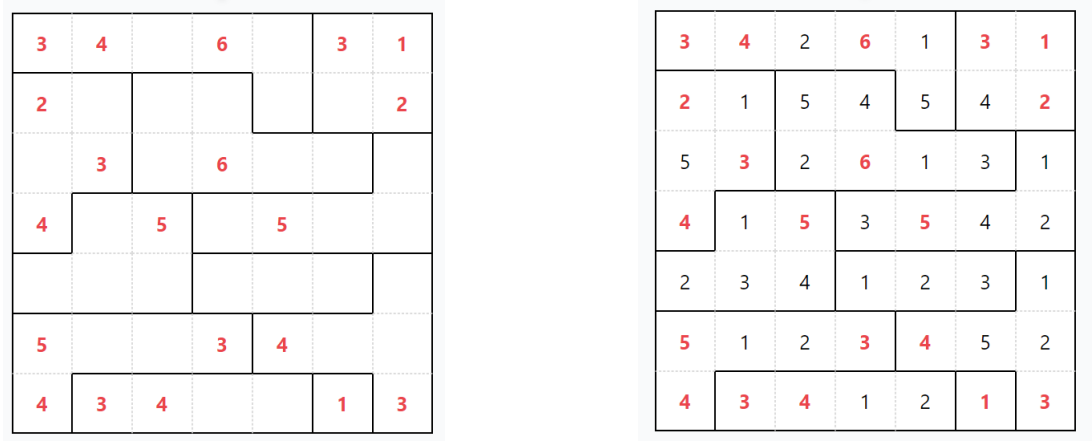 3 4 6 3 1
2 2
3 6
4 5 5
5 3 4
4 3 4 1 3
3 4 2 6 1 3 1
2 1 5 4 5 4 2
5 3 2 6 1 3 1
4 1 5 3 5 4 2
2 3 4 1 2 3 1
5 1 2 3 4 5 2
4 3 4 1 2 1 3